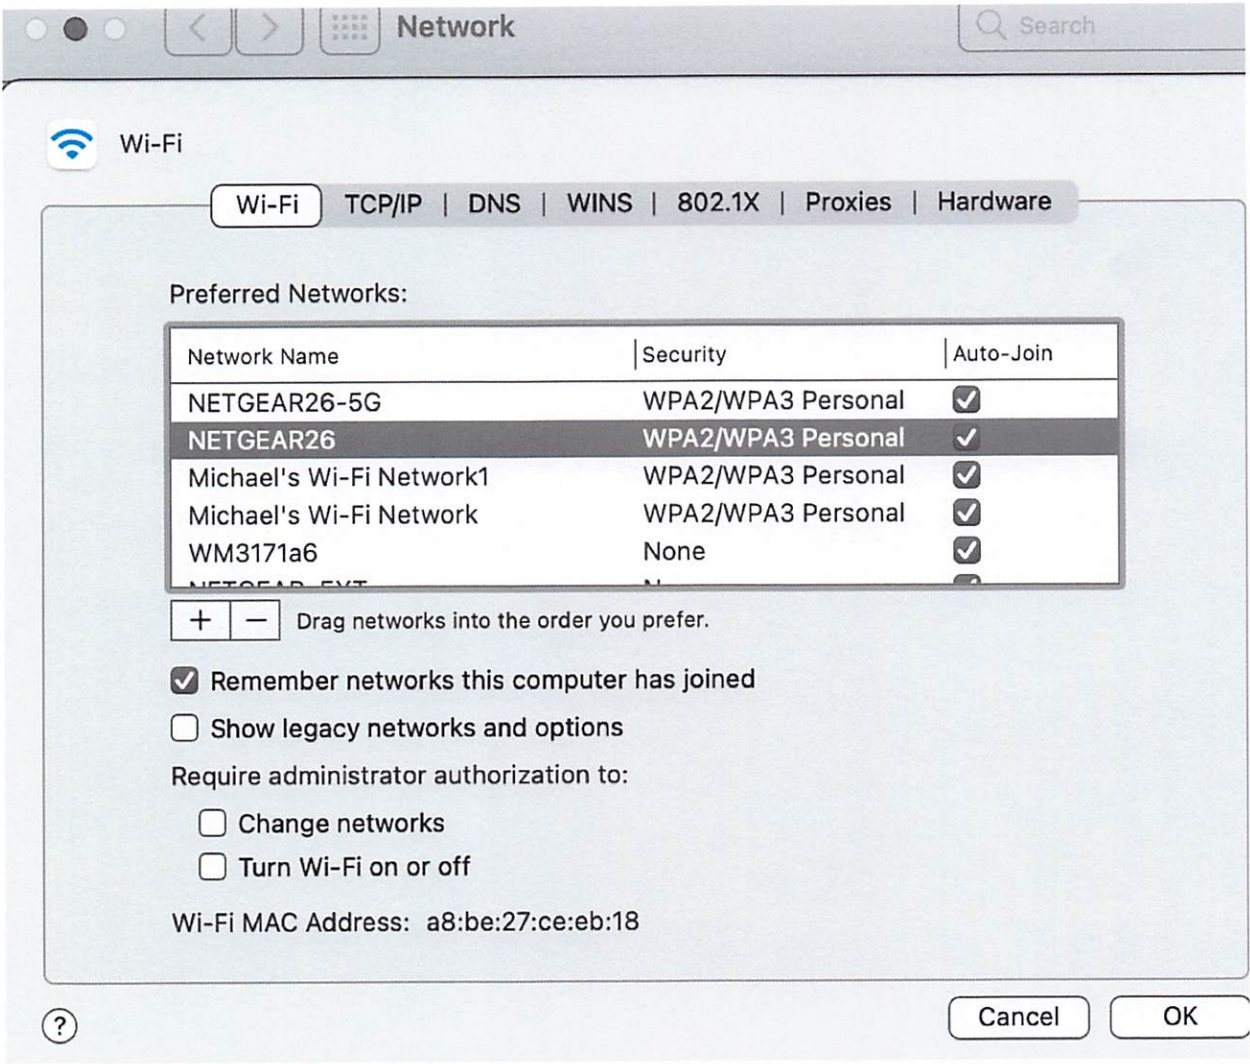 Network
Search
Wi-Fi
Wi-Fi TCP/IP | DNS | WINS | 802.1X | Proxies | Hardware
Preferred Networks:
Network Name Security Auto-Join
NETGEAR26-5G WPA2/WPA3 Personal
NETGEAR26 WPA2/WPA3 Personal
Michael's Wi-Fi Network1 WPA2/WPA3 Personal
Michael's Wi-Fi Network WPA2/WPA3 Personal
WM3171a6 None
+ − Drag networks into the order you prefer.
Remember networks this computer has joined
Show legacy networks and options
Require administrator authorization to:
Change networks
Turn Wi-Fi on or off
Wi-Fi MAC Address: a8:be:27:ce:eb:18
? Cancel OK